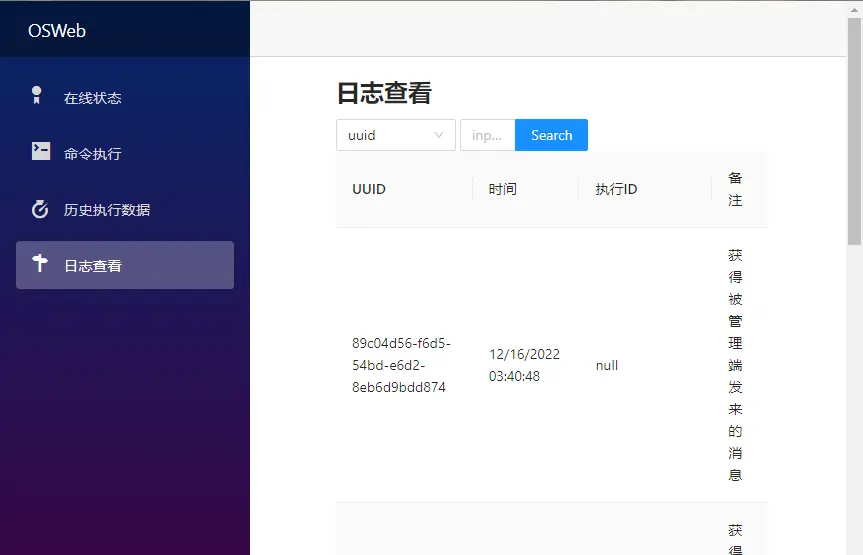 OSWeb
在线状态
命令执行
历史执行数据
日志查看
日志查看
uuid
inp...
Search
UUID
时间
执行ID
备
注
89c04d56-f6d5-
54bd-e6d2-
8eb6d9bdd874
12/16/2022
03:40:48
null
获
得
被
管
理
端
发
来
的
消
息
获
得